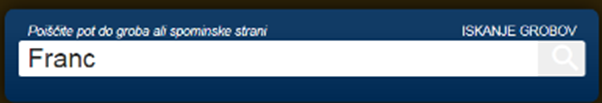 Poiščite pot do groba ali spominske strani ISKANJE GROBOV
Franc